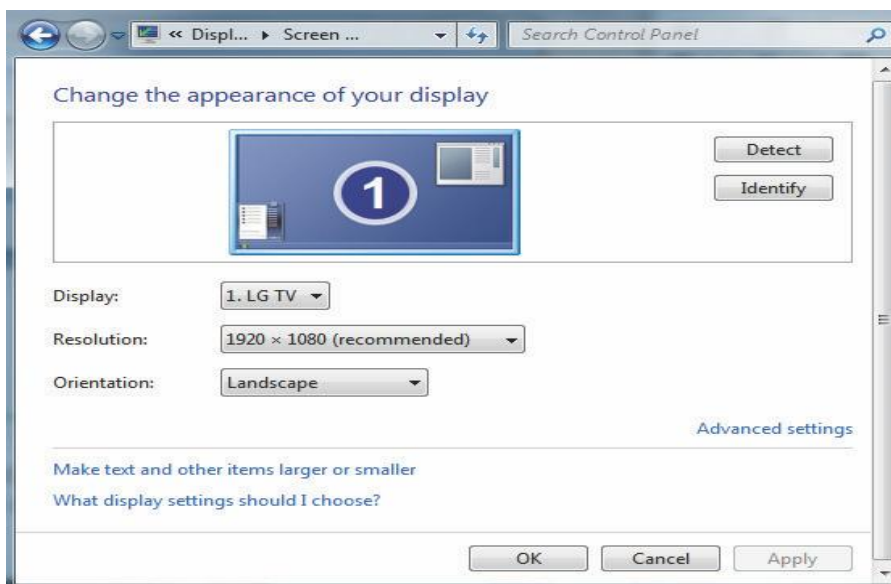 « Displ... ▸ Screen ... Search Control Panel
Change the appearance of your display
1
Detect
Identify
Display: 1. LG TV
Resolution: 1920 × 1080 (recommended)
Orientation: Landscape
Advanced settings
Make text and other items larger or smaller
What display settings should I choose?
OK Cancel Apply